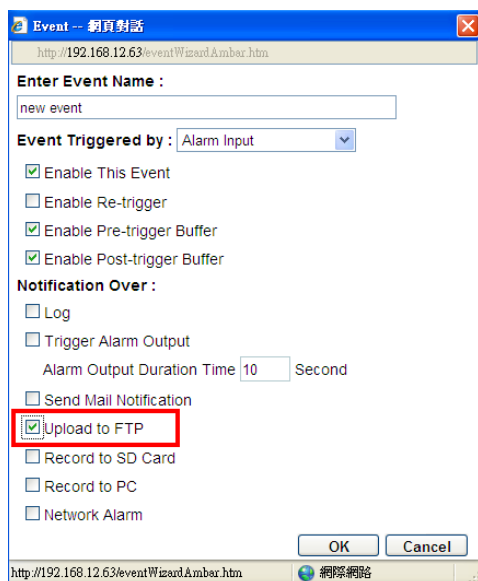 Event -- 網頁對話
http://192.168.12.63/eventWizardAmbar.htm
Enter Event Name :
new event
Event Triggered by : Alarm Input
Enable This Event
Enable Re-trigger
Enable Pre-trigger Buffer
Enable Post-trigger Buffer
Notification Over :
Log
Trigger Alarm Output
Alarm Output Duration Time 10 Second
Send Mail Notification
Upload to FTP
Record to SD Card
Record to PC
Network Alarm
OK Cancel
http://192.168.12.63/eventWizardAmbar.htm 網際網路